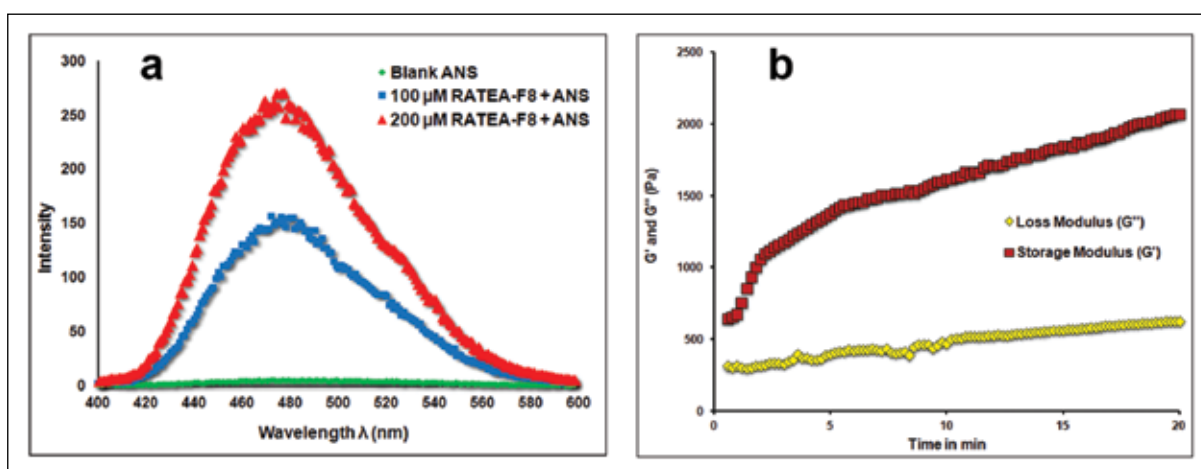 a
300
250
200
150
100
50
0
Intensity
400 420 440 460 480 500 520 540 560 580 600
Wavelength λ (nm)
Blank ANS
100 μM RATEA-F8 + ANS
200 μM RATEA-F8 + ANS
b
2500
2000
1500
1000
500
0
G' and G'' (Pa)
0 5 10 15 20
Time in min
Loss Modulus (G'')
Storage Modulus (G')